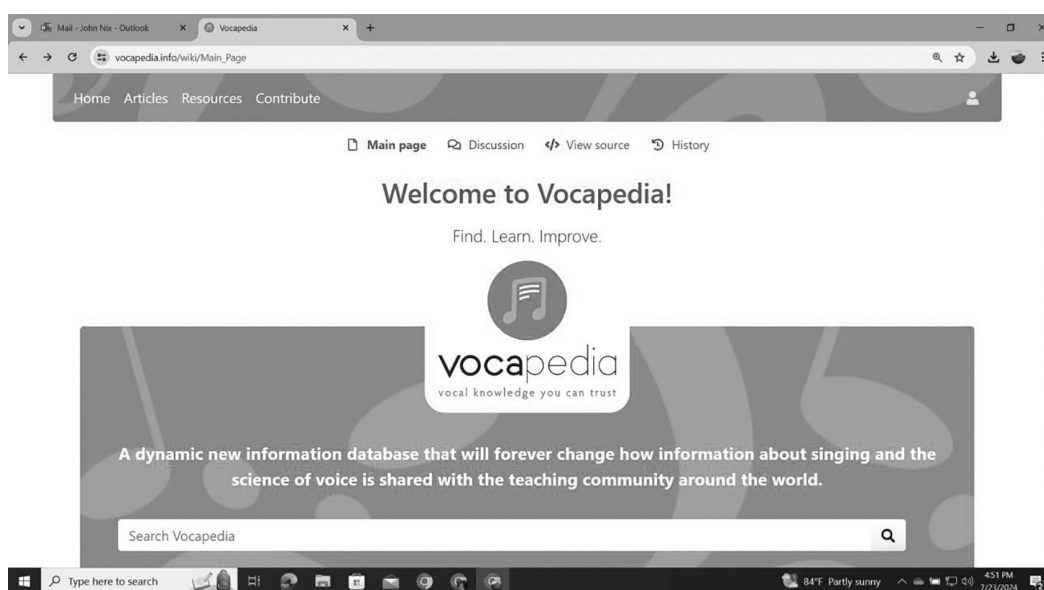 Mail - John Nix - Outlook
Vocapedia
vocapedia.info/wiki/Main_Page
Home Articles Resources Contribute
Main page Discussion View source History
Welcome to Vocapedia!
Find. Learn. Improve.
vocapedia
vocal knowledge you can trust
A dynamic new information database that will forever change how information about singing and the
science of voice is shared with the teaching community around the world.
Search Vocapedia
Type here to search
84°F Partly sunny
4:51 PM
7/23/2024